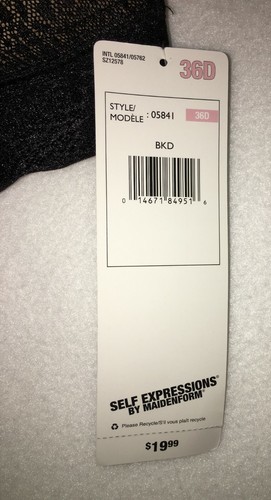 INTL 05841/05762
SZ12578
36D
STYLE/
MODÈLE : 05841 36D
BKD
0 14671 84951 6
SELF EXPRESSIONS®
BY MAIDENFORM®
Please Recycle/S'il vous plaît recycle
$19.99